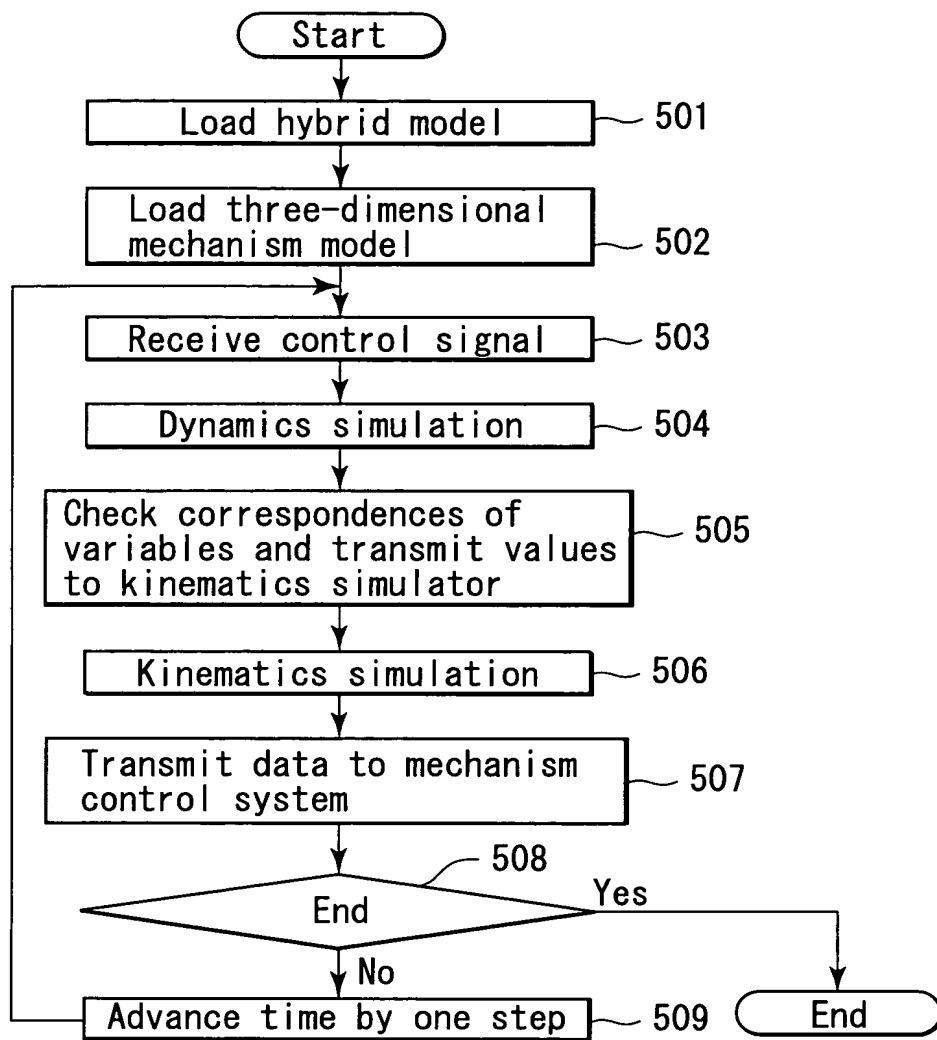 Start
Load hybrid model
501
Load three-dimensional
mechanism model
502
Receive control signal
503
Dynamics simulation
504
Check correspondences of
variables and transmit values
to kinematics simulator
505
Kinematics simulation
506
Transmit data to mechanism
control system
507
508
End
Yes
No
Advance time by one step
509
End